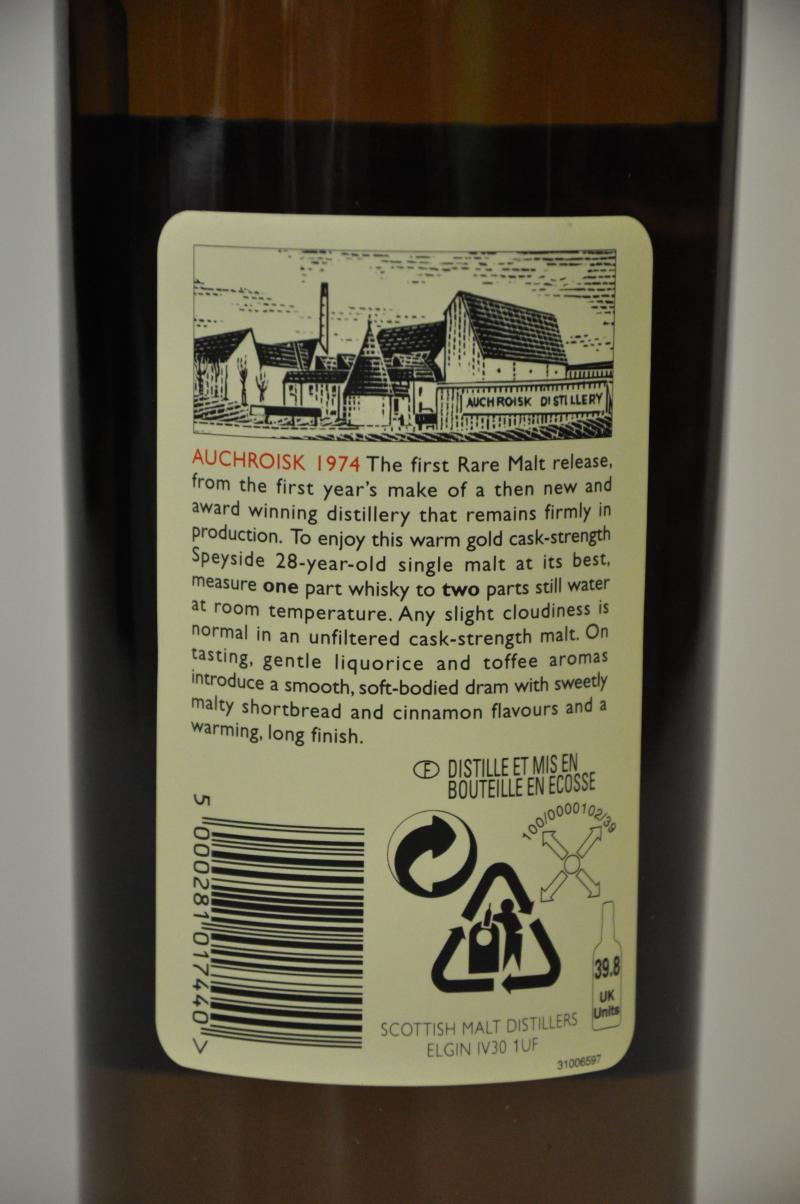 AUCHROISK DISTILLERY
AUCHROISK 1974 The first Rare Malt release,
from the first year's make of a then new and
award winning distillery that remains firmly in
production. To enjoy this warm gold cask-strength
Speyside 28-year-old single malt at its best,
measure one part whisky to two parts still water
at room temperature. Any slight cloudiness is
normal in an unfiltered cask-strength malt. On
tasting, gentle liquorice and toffee aromas
introduce a smooth, soft-bodied dram with sweetly
malty shortbread and cinnamon flavours and a
warming, long finish.
F DISTILLE ET MIS EN
BOUTEILLE EN ECOSSE
100/0000102/39
5 000281 017440 >
39.8
UK
Units
SCOTTISH MALT DISTILLERS
ELGIN IV30 1UF
31006597